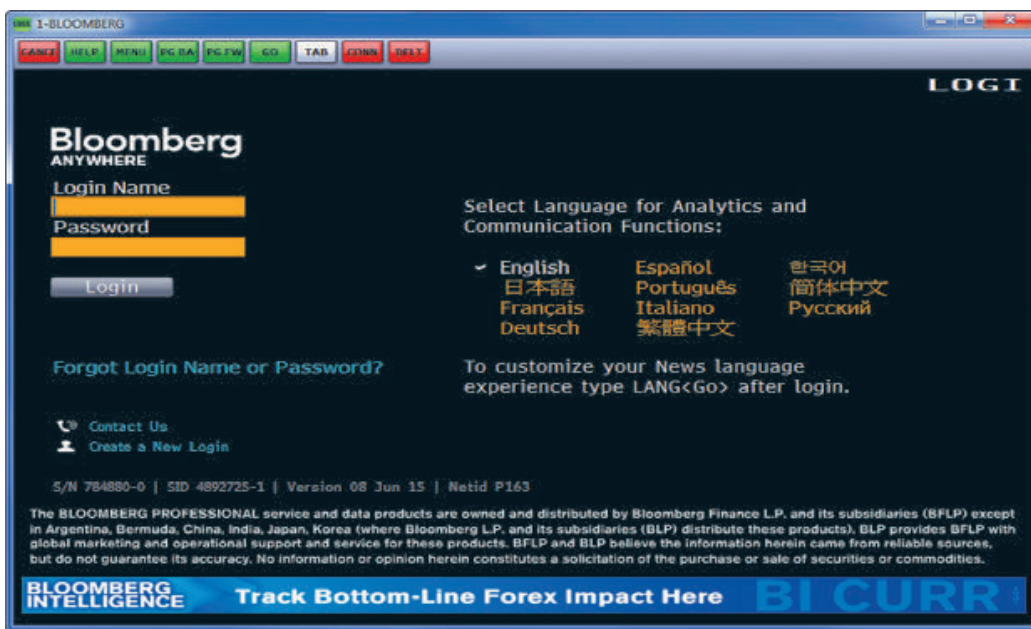 1-BLOOMBERG
CANCL HELP MENU PG BA PG FW GO TAB CONN
LOGI
Bloomberg
ANYWHERE
Login Name
Password
Login
Select Language for Analytics and
Communication Functions:
English Español 한국어
日本語 Português 简体中文
Français Italiano Русский
Deutsch 繁體中文
Forgot Login Name or Password?
To customize your News language
experience type LANG<Go> after login.
Contact Us
Create a New Login
S/N 784880-0 | SID 4892725-1 | Version 08 Jun 15 | Netid P163
The BLOOMBERG PROFESSIONAL service and data products are owned and distributed by Bloomberg Finance L.P. and its subsidiaries (BFLP) except
in Argentina, Bermuda, China, India, Japan, Korea (where Bloomberg L.P. and its subsidiaries (BLP) distribute these products). BLP provides BFLP with
global marketing and operational support and service for these products. BFLP and BLP believe the information herein came from reliable sources,
but do not guarantee its accuracy. No information or opinion herein constitutes a solicitation of the purchase or sale of securities or commodities.
BLOOMBERG
INTELLIGENCE
Track Bottom-Line Forex Impact Here
BI CURR